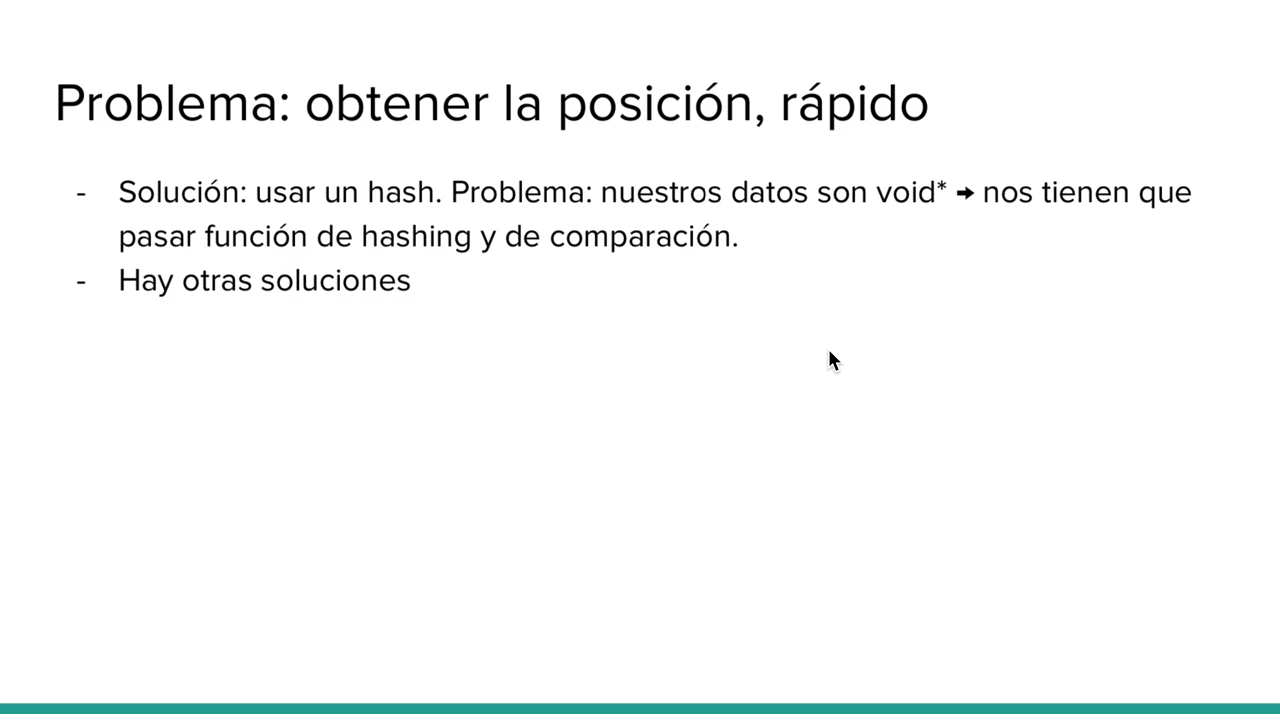 Problema: obtener la posición, rápido
- Solución: usar un hash. Problema: nuestros datos son void* → nos tienen que
pasar función de hashing y de comparación.
- Hay otras soluciones